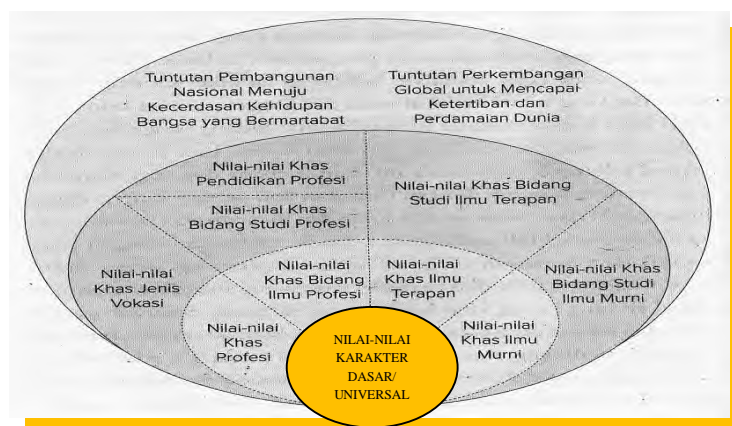 Tuntutan Pembangunan
Nasional Menuju
Kecerdasan Kehidupan
Bangsa yang Bermartabat
Tuntutan Perkembangan
Global untuk Mencapai
Ketertiban dan
Perdamaian Dunia
Nilai-nilai Khas
Pendidikan Profesi
Nilai-nilai Khas
Bidang Studi Profesi
Nilai-nilai Khas Bidang
Studi Ilmu Terapan
Nilai-nilai
Khas Jenis
Vokasi
Nilai-nilai
Khas Bidang
Ilmu Profesi
Nilai-nilai
Khas Ilmu
Terapan
Nilai-nilai Khas
Bidang Studi
Ilmu Murni
Nilai-nilai
Khas
Profesi
Nilai-nilai
Khas Ilmu
Murni
NILAI-NILAI
KARAKTER
DASAR/
UNIVERSAL